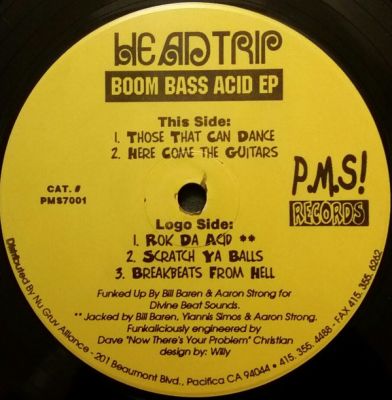 HEADTRIP
BOOM BASS ACID EP
This Side:
1. THOSE THAT CAN DANCE
2. HERE COME THE GUITARS
CAT. #
PMS7001
P.M.S!
RECORDS
Logo Side:
1. ROK DA ACID **
2. SCRATCH YA BALLS
3. BREAKBEATS FROM HELL
Funked Up By Bill Baren & Aaron Strong for
Divine Beat Sounds.
** Jacked by Bill Baren, Yiannis Simos & Aaron Strong.
Funkaliciously engineered by
Dave "Now There's Your Problem" Christian
design by: Willy
Distributed By Nu Gruv Alliance - 201 Beaumont Blvd., Pacifica CA 94044 • 415. 355. 4488 - FAX 415. 355. 6262